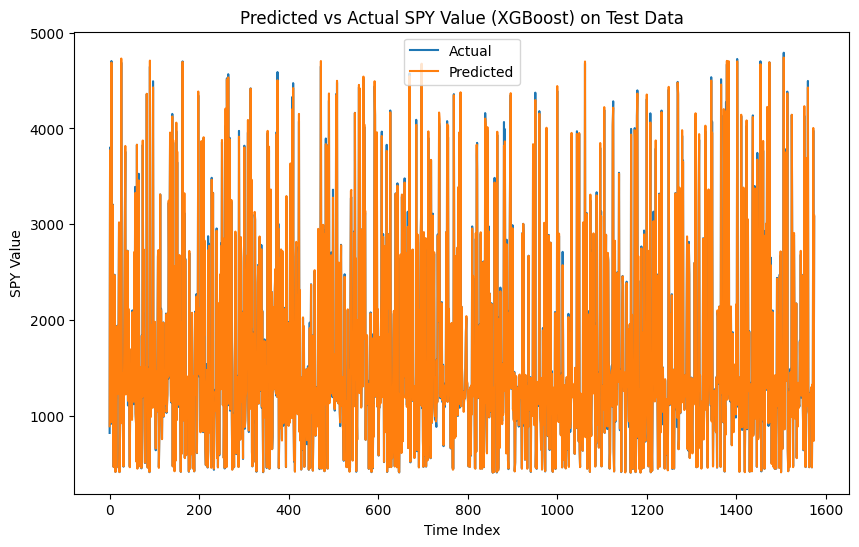 Predicted vs Actual SPY Value (XGBoost) on Test Data
Actual
Predicted
5000
4000
3000
2000
1000
SPY Value
0 200 400 600 800 1000 1200 1400 1600
Time Index